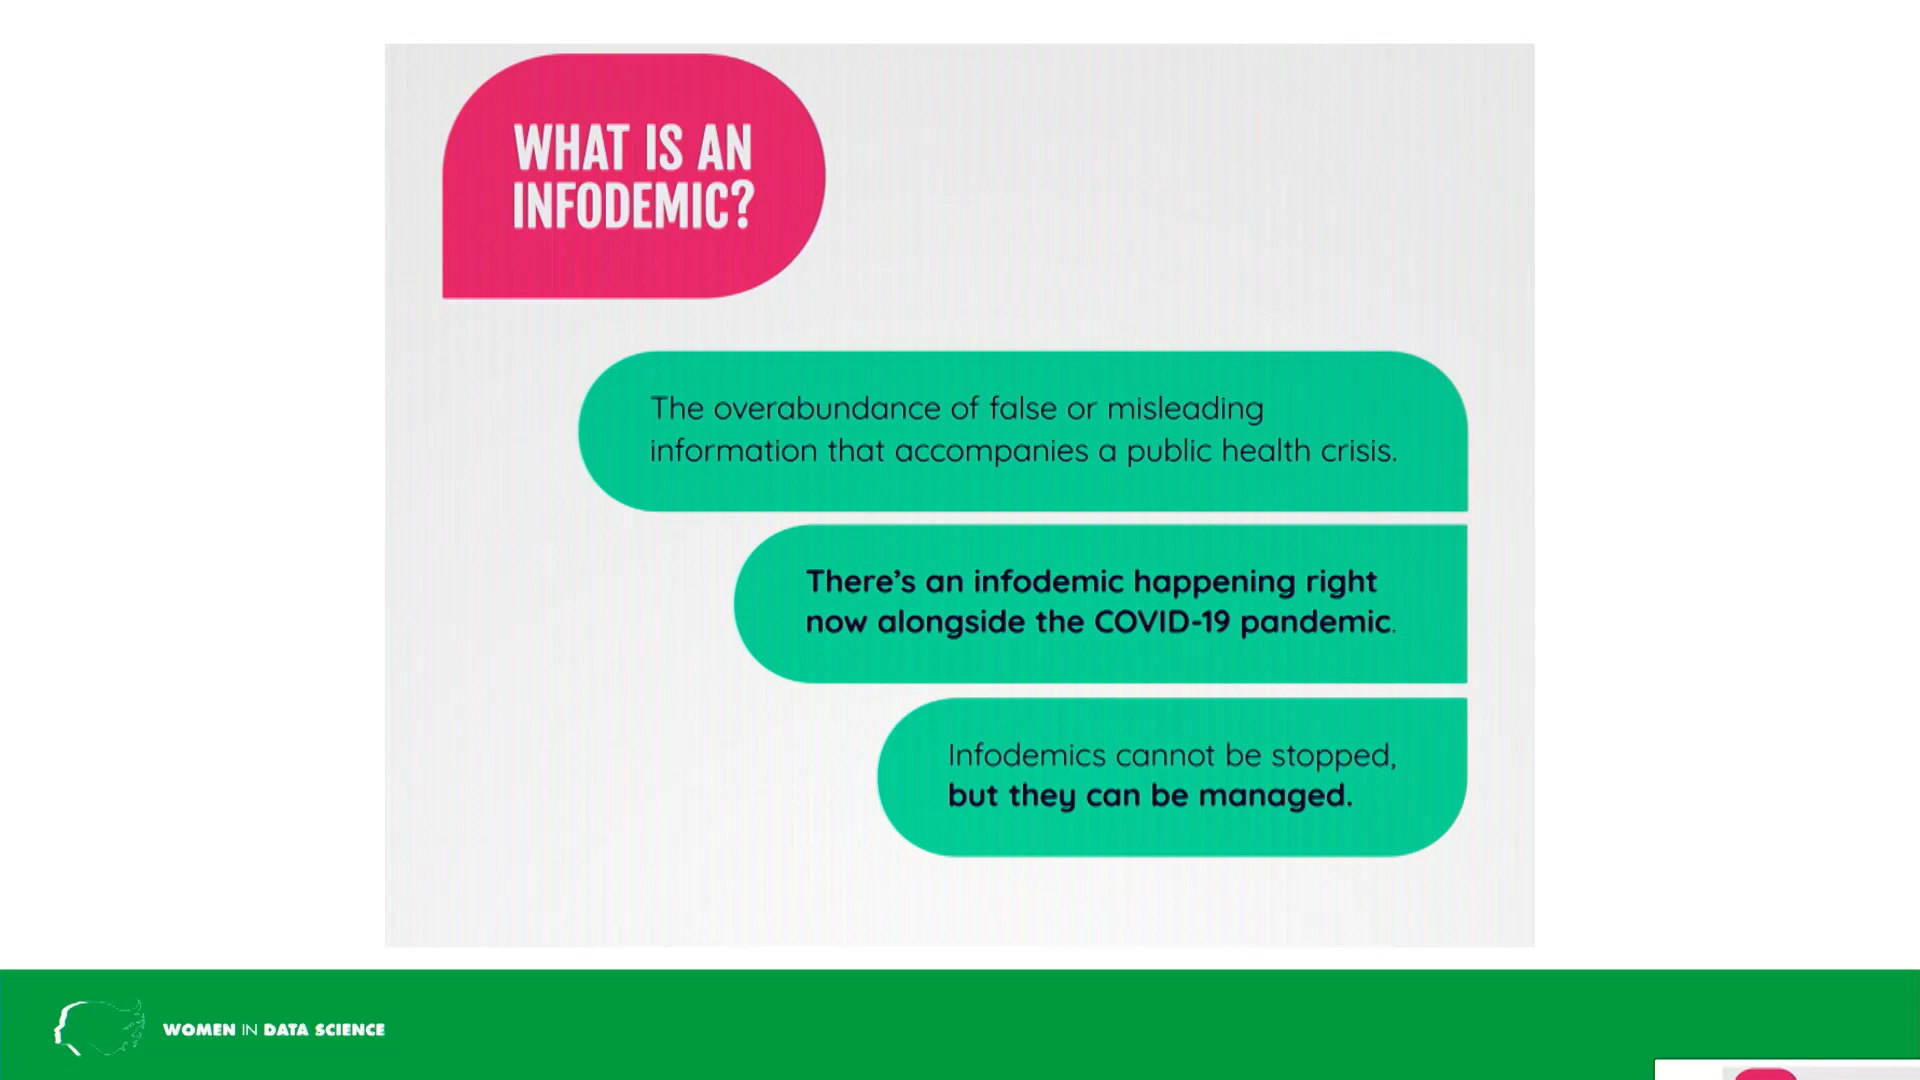 WHAT IS AN
INFODEMIC?
The overabundance of false or misleading
information that accompanies a public health crisis.
There’s an infodemic happening right
now alongside the COVID-19 pandemic.
Infodemics cannot be stopped,
but they can be managed.
WOMEN IN DATA SCIENCE